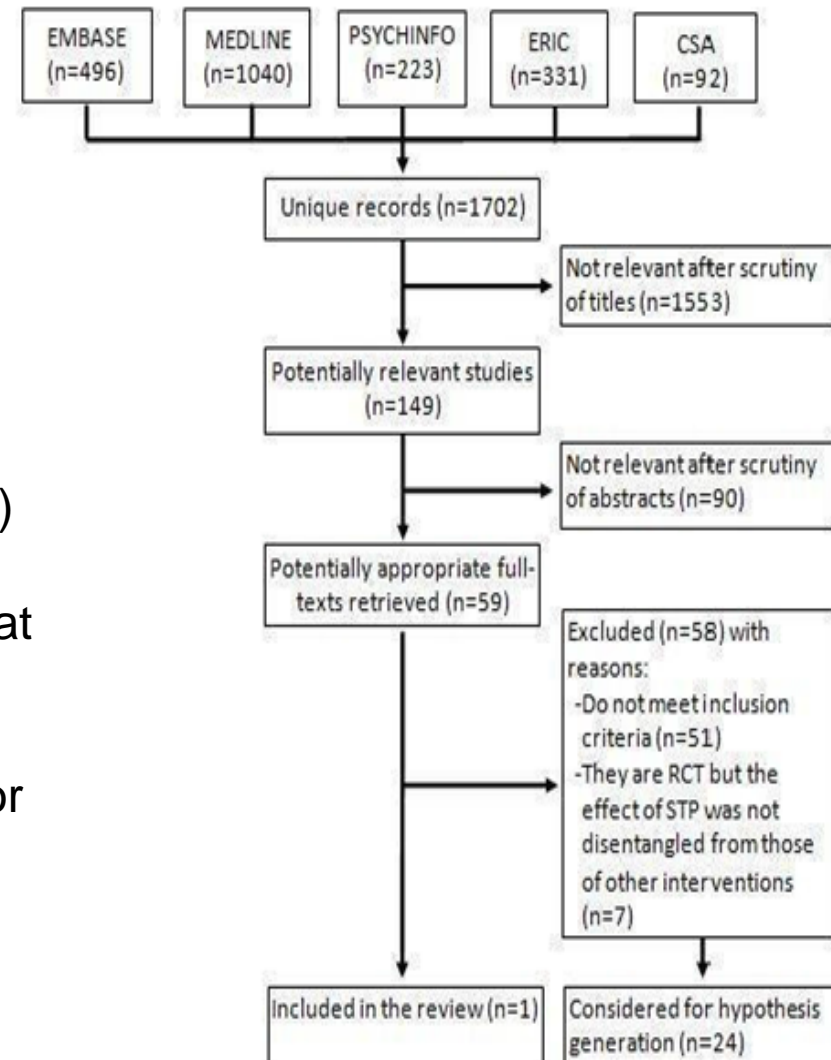 EMBASE
(n=496)
MEDLINE
(n=1040)
PSYCHINFO
(n=223)
ERIC
(n=331)
CSA
(n=92)
Unique records (n=1702)
Not relevant after scrutiny
of titles (n=1553)
Potentially relevant studies
(n=149)
Not relevant after scrutiny
of abstracts (n=90)
)
Potentially appropriate full-
texts retrieved (n=59)
at
Excluded (n=58) with
reasons:
-Do not meet inclusion
criteria (n=51)
-They are RCT but the
effect of STP was not
disentangled from those
of other interventions
(n=7)
or
Included in the review (n=1)
Considered for hypothesis
generation (n=24)